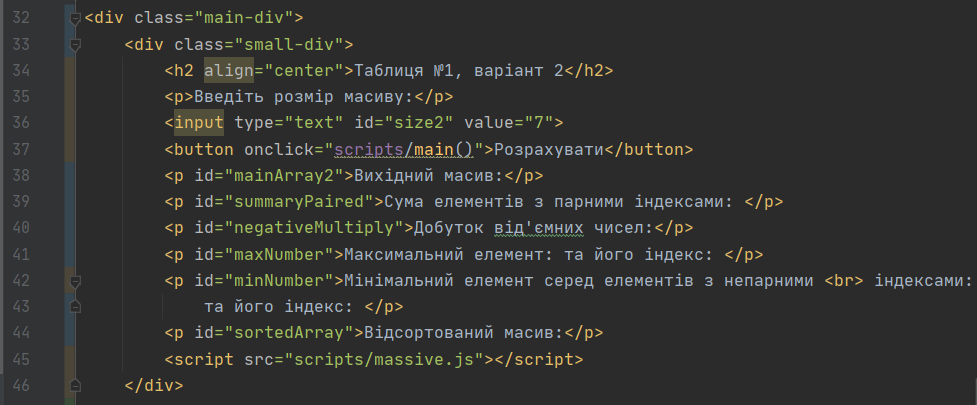 32 <div class="main-div">
33 <div class="small-div">
34 <h2 align="center">Таблиця №1, варіант 2</h2>
35 <p>Введіть розмір масиву:</p>
36 <input type="text" id="size2" value="7">
37 <button onclick="scripts/main()">Розрахувати</button>
38 <p id="mainArray2">Вихідний масив:</p>
39 <p id="summaryPaired">Сума елементів з парними індексами: </p>
40 <p id="negativeMultiply">Добуток від'ємних чисел:</p>
41 <p id="maxNumber">Максимальний елемент: та його індекс: </p>
42 <p id="minNumber">Мінімальний елемент серед елементів з непарними <br> індексами:
43 та його індекс: </p>
44 <p id="sortedArray">Відсортований масив:</p>
45 <script src="scripts/massive.js"></script>
46 </div>